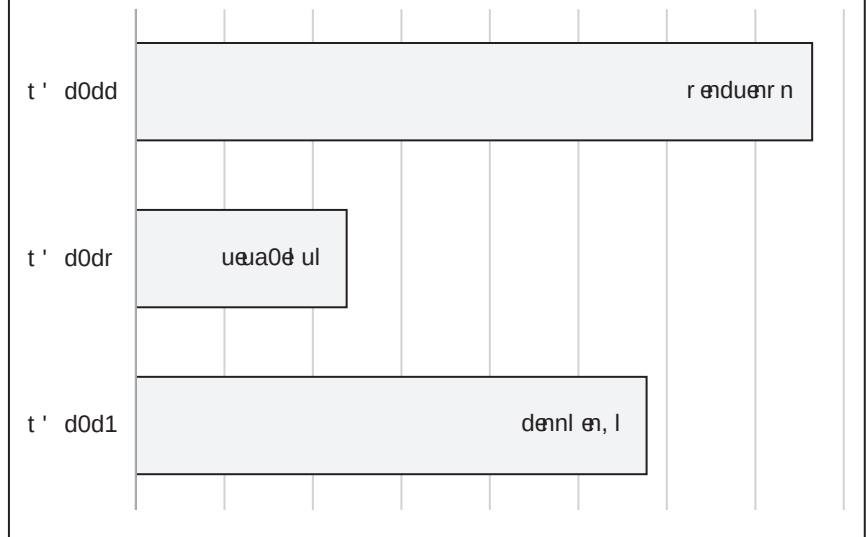 t ' d0dd
r enduenr n
t ' d0dr
ueua0el ul
t ' d0d1
dennl en, l